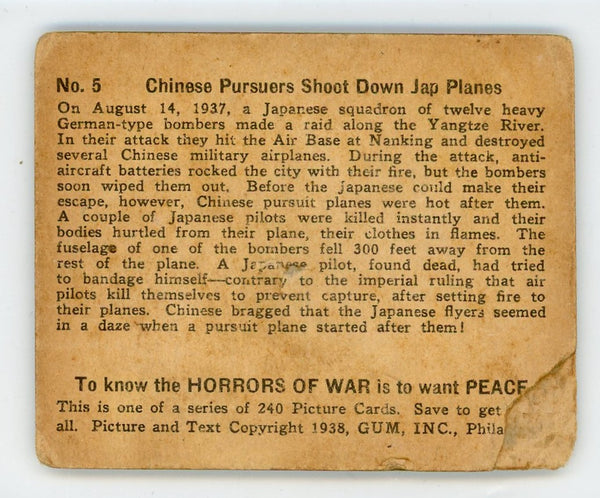 No. 5 Chinese Pursuers Shoot Down Jap Planes
On August 14, 1937, a Japanese squadron of twelve heavy
German-type bombers made a raid along the Yangtze River.
In their attack they hit the Air Base at Nanking and destroyed
several Chinese military airplanes. During the attack, anti-
aircraft batteries rocked the city with their fire, but the bombers
soon wiped them out. Before the Japanese could make their
escape, however, Chinese pursuit planes were hot after them.
A couple of Japanese pilots were killed instantly and their
bodies hurtled from their plane, their clothes in flames. The
fuselage of one of the bombers fell 300 feet away from the
rest of the plane. A Japanese pilot, found dead, had tried
to bandage himself—contrary to the imperial ruling that air
pilots kill themselves to prevent capture, after setting fire to
their planes. Chinese bragged that the Japanese flyers seemed
in a daze when a pursuit plane started after them!
To know the HORRORS OF WAR is to want PEACE
This is one of a series of 240 Picture Cards. Save to get
all. Picture and Text Copyright 1938, GUM, INC., Phila